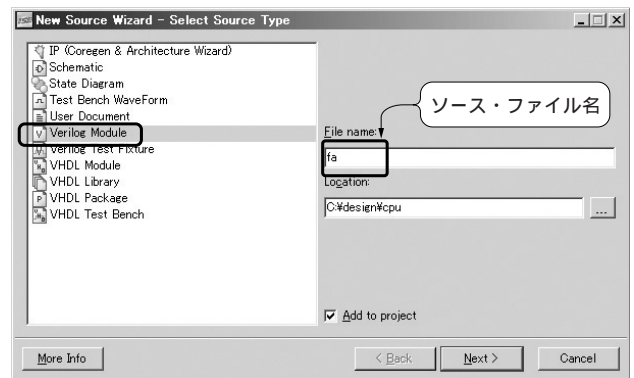 New Source Wizard - Select Source Type
IP (Coregen & Architecture Wizard)
Schematic
State Diagram
Test Bench WaveForm
User Document
Verilog Module
Verilog Test Fixture
VHDL Module
VHDL Library
VHDL Package
VHDL Test Bench
ソース・ファイル名
File name:
fa
Location:
C:¥design¥cpu
...
Add to project
More Info
< Back
Next >
Cancel